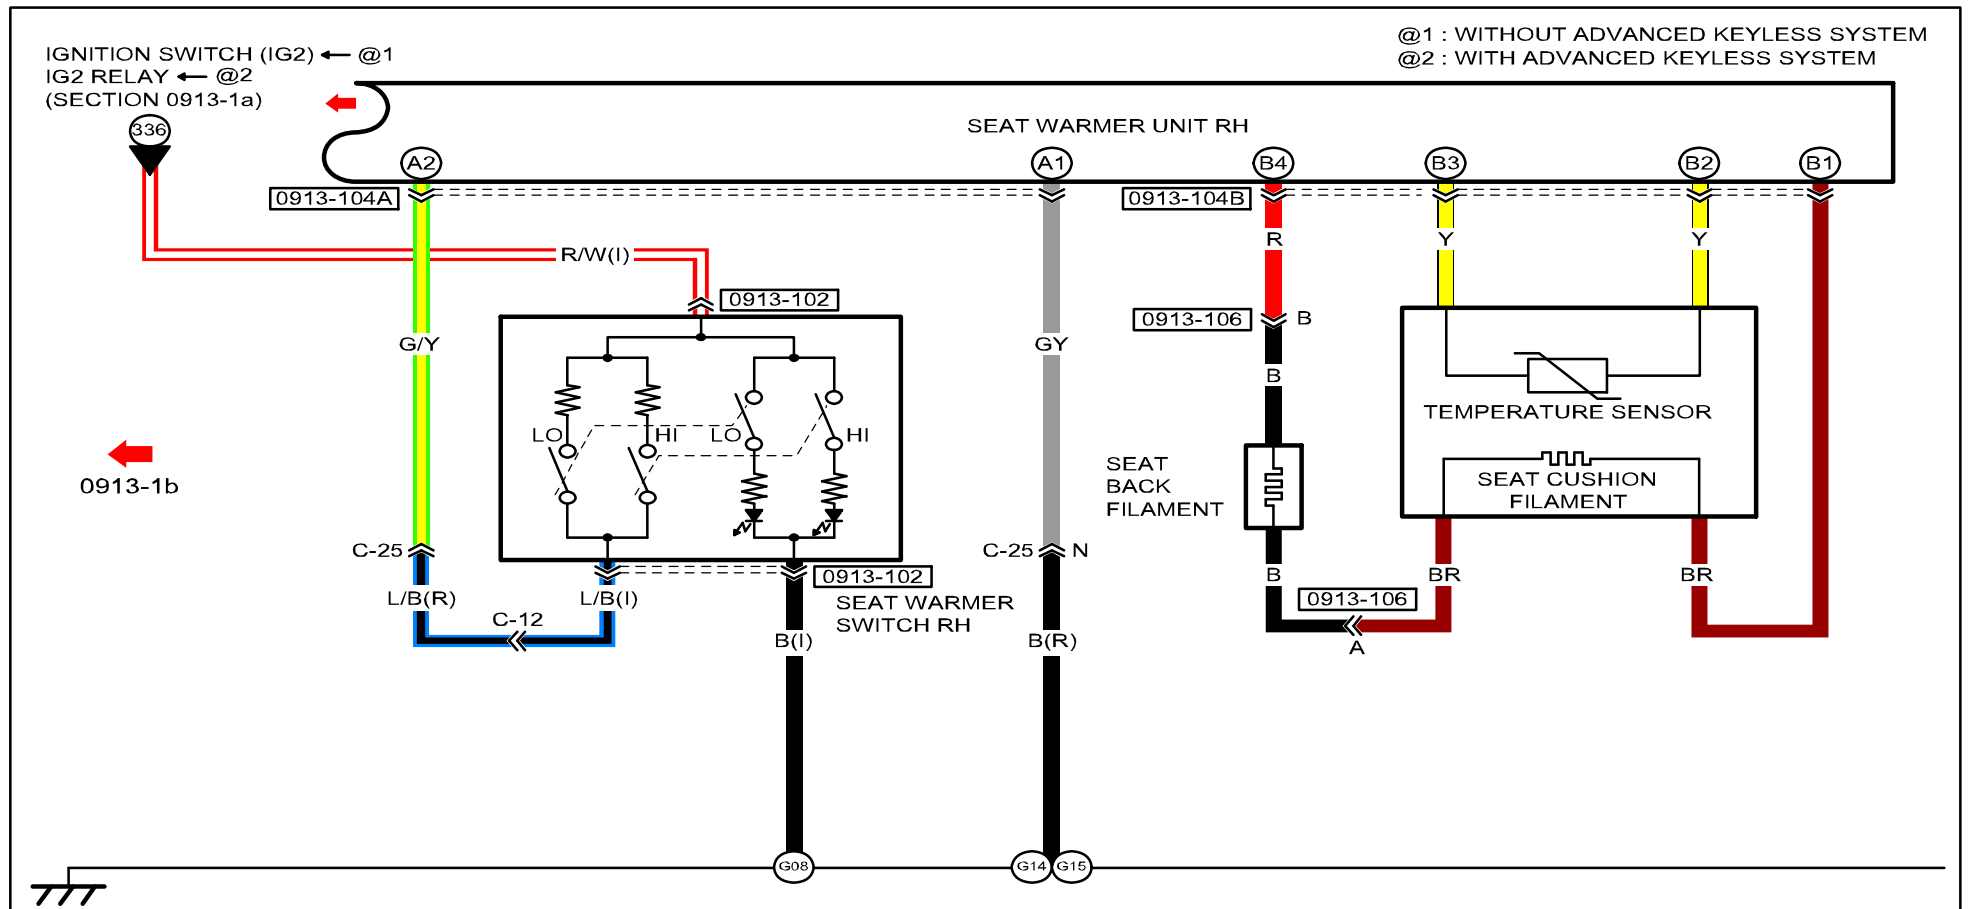 IGNITION SWITCH (IG2) ← @1
IG2 RELAY ← @2
(SECTION 0913-1a)
336
@1 : WITHOUT ADVANCED KEYLESS SYSTEM
@2 : WITH ADVANCED KEYLESS SYSTEM
SEAT WARMER UNIT RH
A2
A1
B4
B3
B2
B1
0913-104A
0913-104B
R/W(I)
R
Y
Y
0913-102
0913-106
B
G/Y
GY
B
LO
HI
LO
HI
TEMPERATURE SENSOR
0913-1b
SEAT
BACK
FILAMENT
SEAT CUSHION
FILAMENT
C-25
C-25
N
0913-102
B
BR
BR
L/B(R)
L/B(I)
C-12
SEAT WARMER
SWITCH RH
0913-106
A
B(I)
B(R)
G08
G14
G15